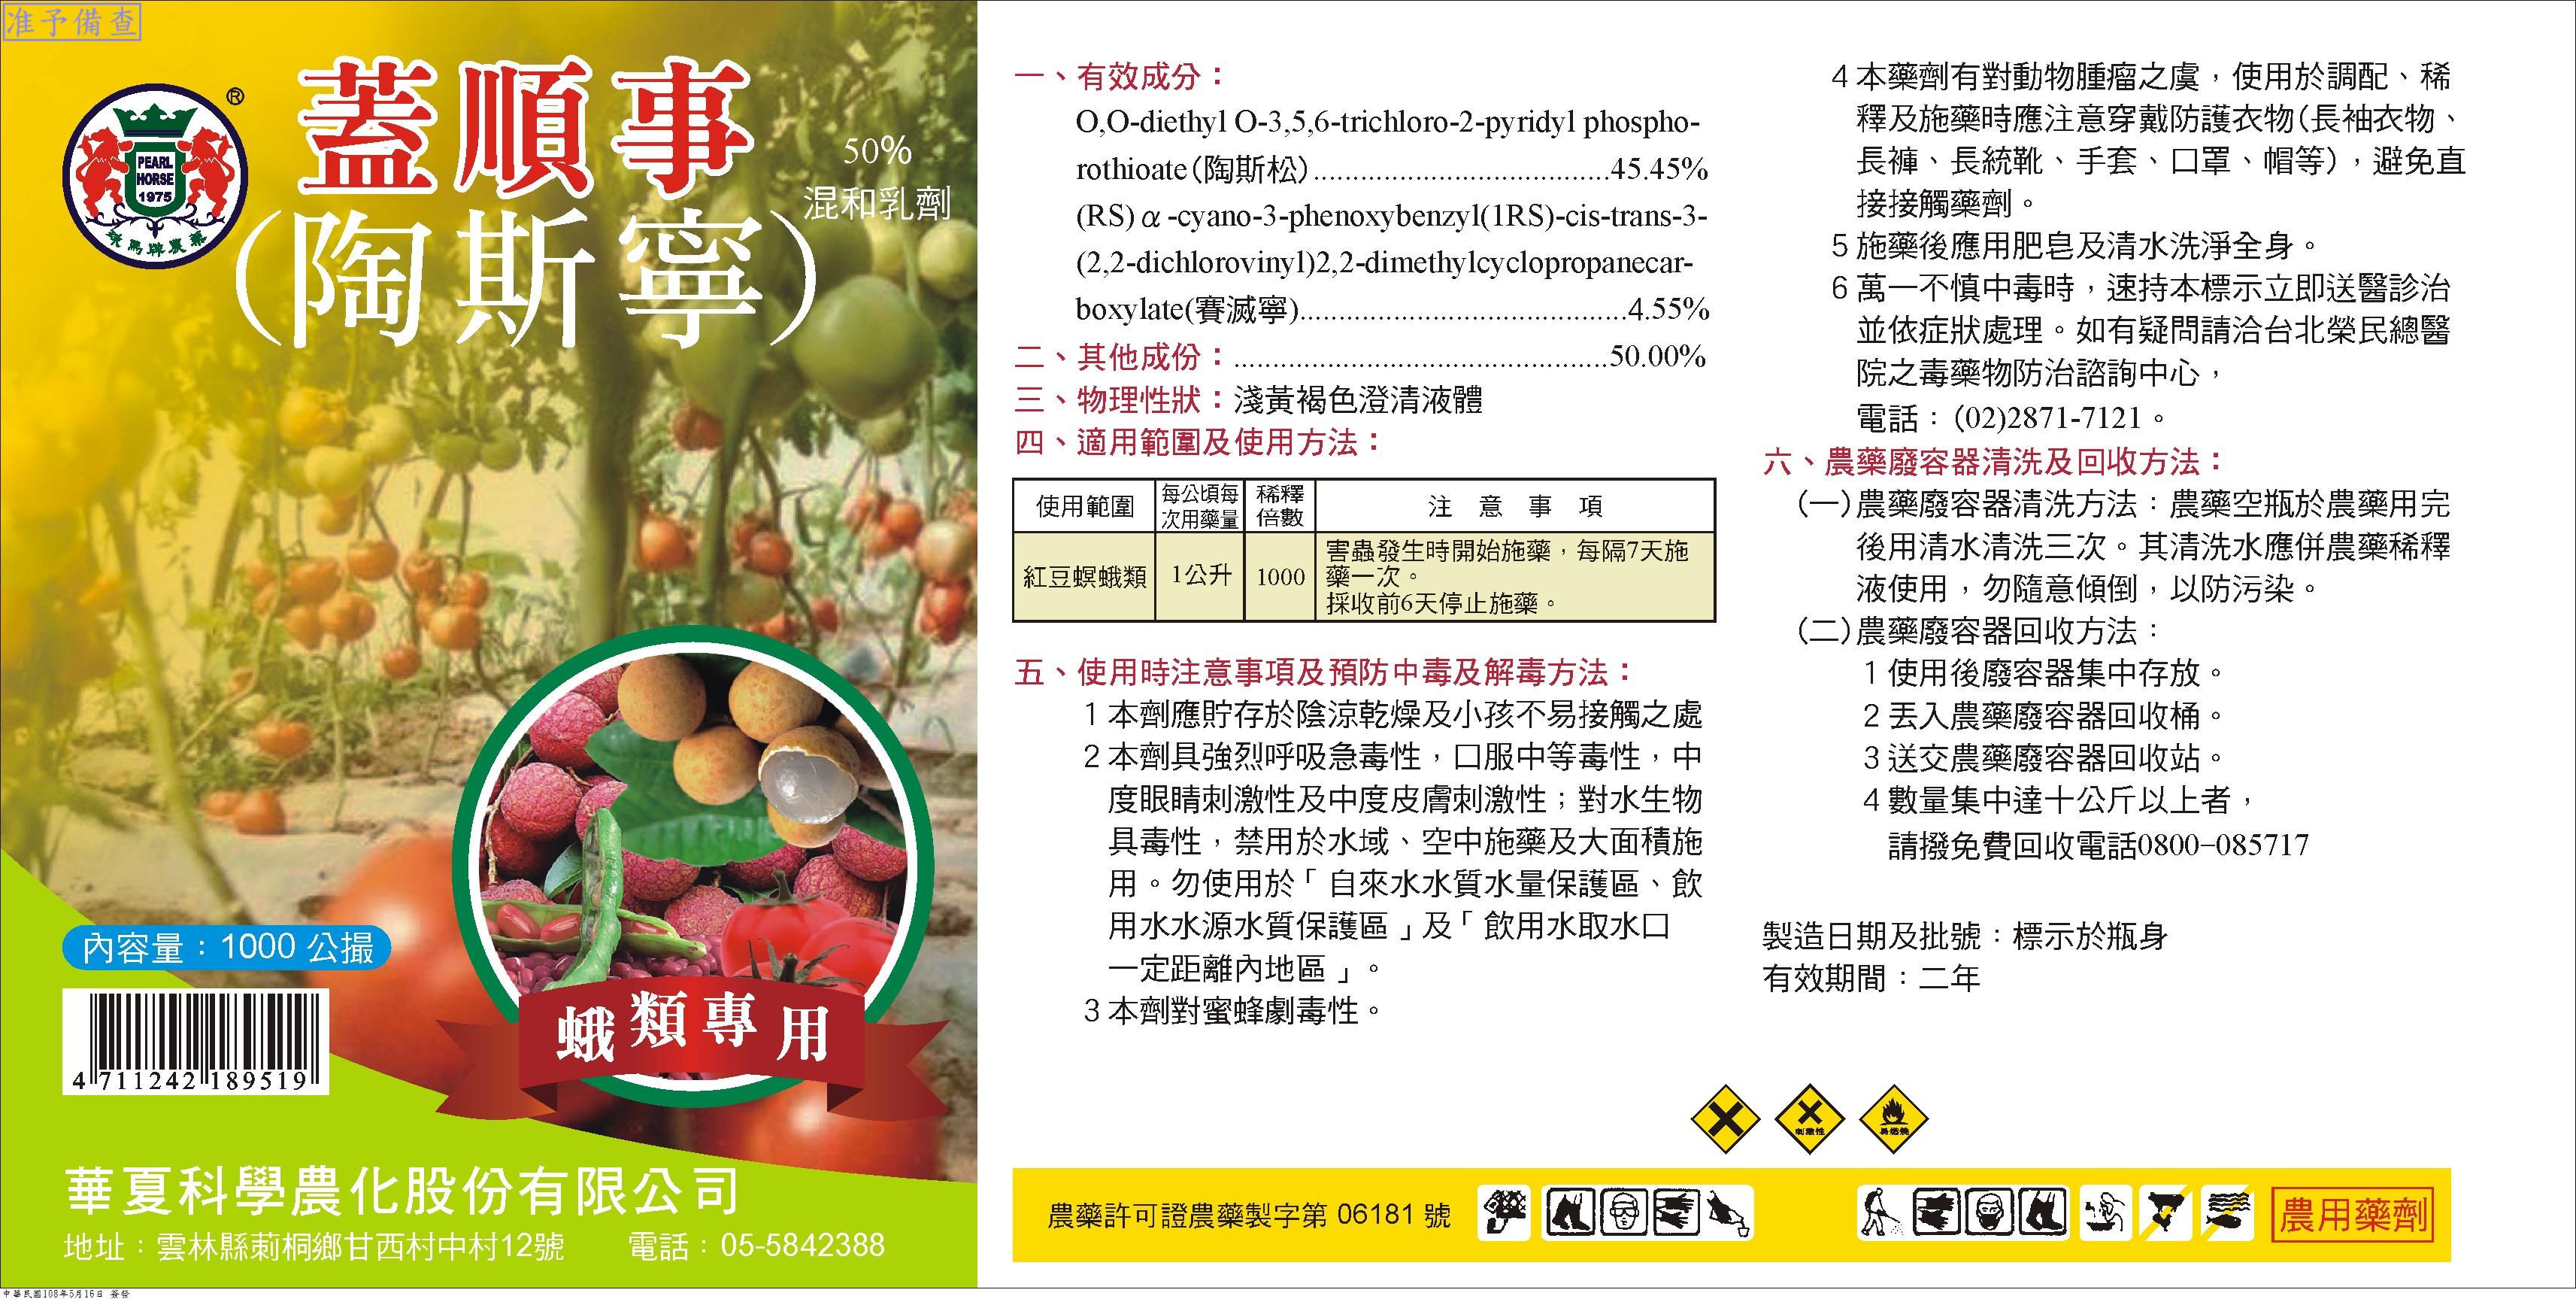 准予備查
蓋順事
®
PEARL
HORSE
1975
珠馬牌農藥
50%
混和乳劑
(陶斯寧)
內容量：1000 公撮
4 711242 189519
蛾類專用
華夏科學農化股份有限公司
地址：雲林縣莿桐鄉甘西村中村12號　電話：05-5842388
一、有效成分：
O,O-diethyl O-3,5,6-trichloro-2-pyridyl phospho-
rothioate(陶斯松)................................45.45%
(RS) α -cyano-3-phenoxybenzyl(1RS)-cis-trans-3-
(2,2-dichlorovinyl)2,2-dimethylcyclopropanecar-
boxylate(賽滅寧)..........................................4.55%
二、其他成份：................................................50.00%
三、物理性狀：淺黃褐色澄清液體
四、適用範圍及使用方法：
使用範圍
每公頃每
次用藥量
稀釋
倍數
注 意 事 項
紅豆螟蛾類
1公升
1000
害蟲發生時開始施藥，每隔7天施
藥一次。
採收前6天停止施藥。
五、使用時注意事項及預防中毒及解毒方法：
1 本劑應貯存於陰涼乾燥及小孩不易接觸之處
2 本劑具強烈呼吸急毒性，口服中等毒性，中
度眼睛刺激性及中度皮膚刺激性；對水生物
具毒性，禁用於水域、空中施藥及大面積施
用。勿使用於「自來水水質水量保護區、飲
用水水源水質保護區」及「飲用水取水口
一定距離內地區」。
3 本劑對蜜蜂劇毒性。
4 本藥劑有對動物腫瘤之虞，使用於調配、稀
釋及施藥時應注意穿戴防護衣物(長袖衣物、
長褲、長統靴、手套、口罩、帽等)，避免直
接接觸藥劑。
5 施藥後應用肥皂及清水洗淨全身。
6 萬一不慎中毒時，速持本標示立即送醫診治
並依症狀處理。如有疑問請洽台北榮民總醫
院之毒藥物防治諮詢中心，
電話：(02)2871-7121。
六、農藥廢容器清洗及回收方法：
(一)農藥廢容器清洗方法：農藥空瓶於農藥用完
後用清水清洗三次。其清洗水應併農藥稀釋
液使用，勿隨意傾倒，以防污染。
(二)農藥廢容器回收方法：
1 使用後廢容器集中存放。
2 丟入農藥廢容器回收桶。
3 送交農藥廢容器回收站。
4 數量集中達十公斤以上者，
請撥免費回收電話0800-085717
製造日期及批號：標示於瓶身
有效期間：二年
刺激性
易燃燒
農藥許可證農藥製字第 06181 號
農用藥劑
中華民國108年5月16日 簽發